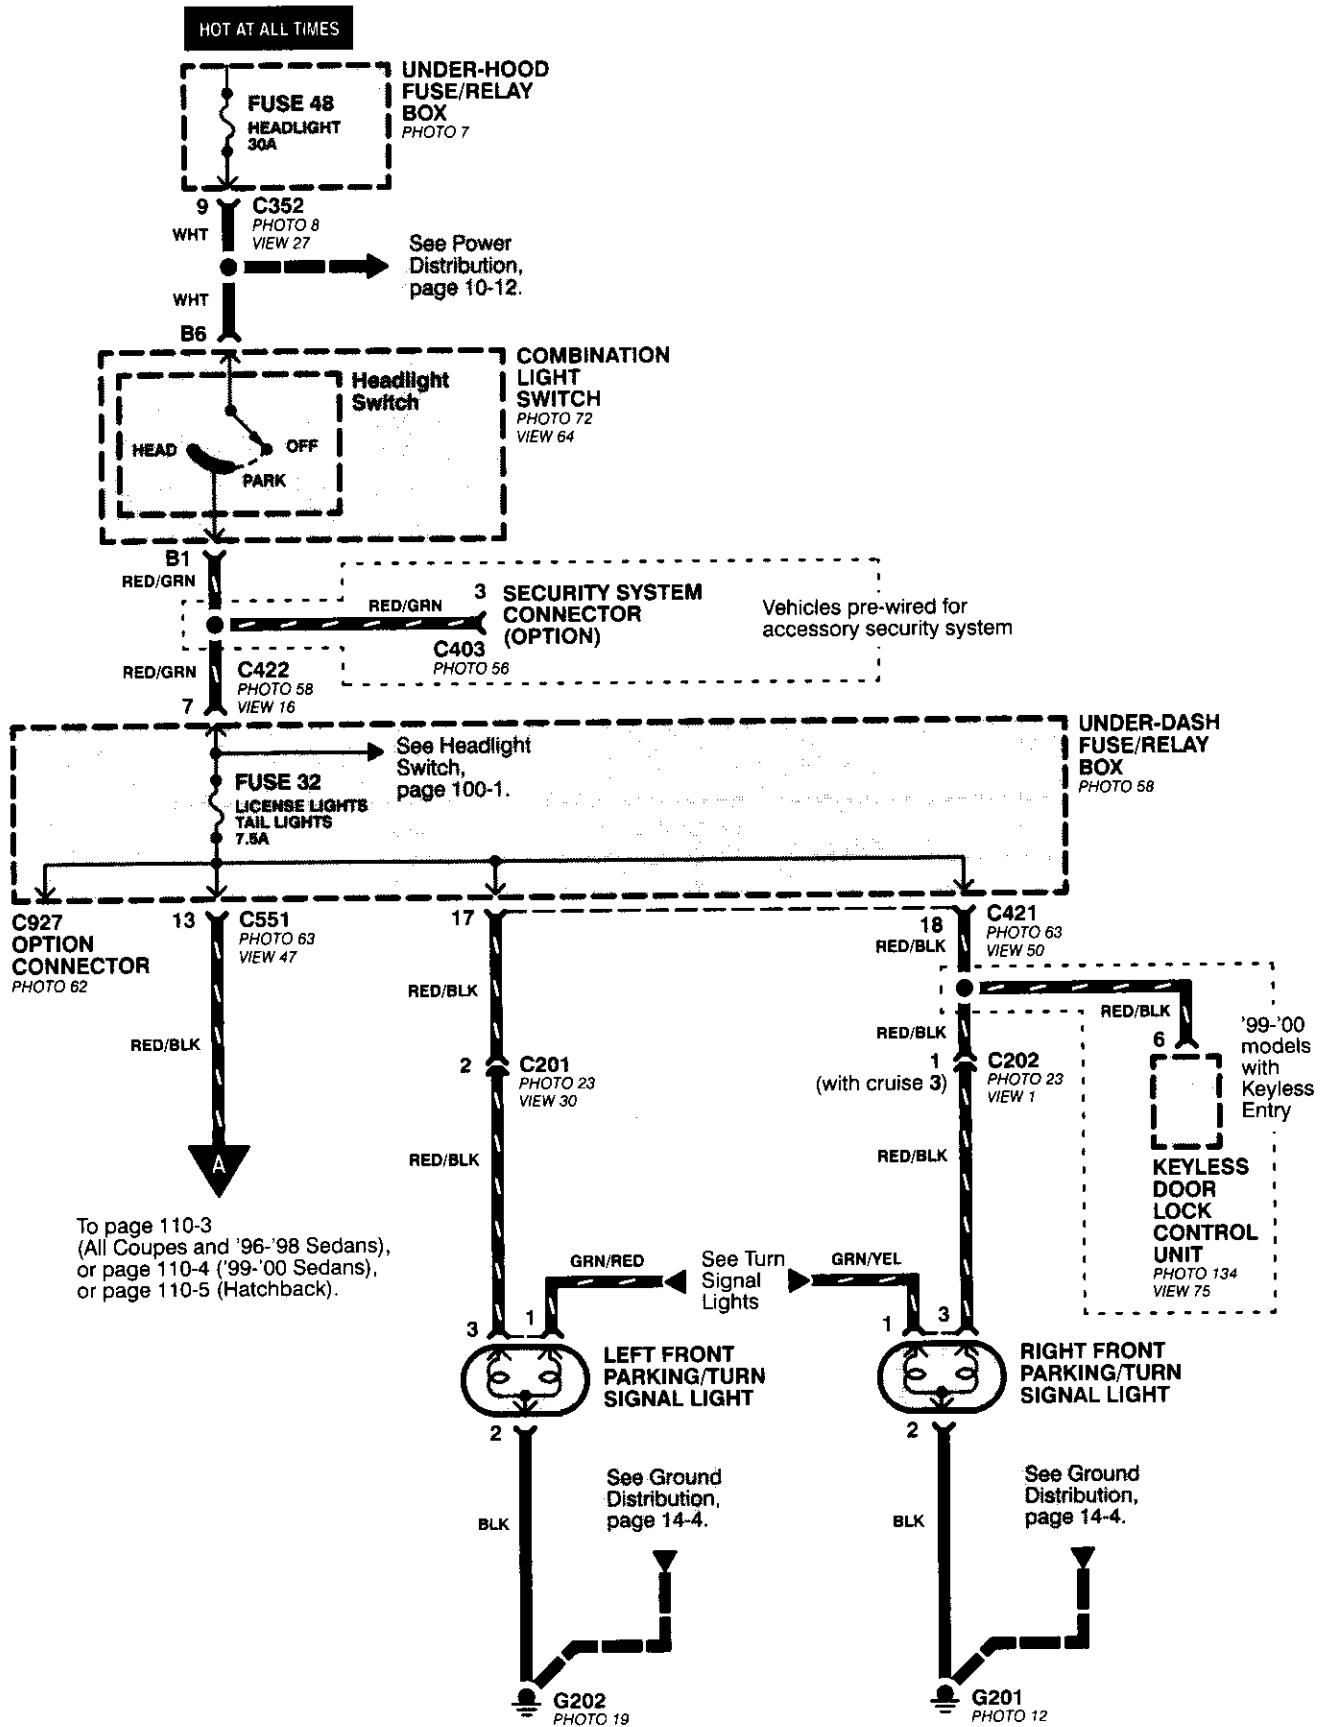 HOT AT ALL TIMES
UNDER-HOOD
FUSE/RELAY
BOX
PHOTO 7
FUSE 48
HEADLIGHT
30A
9
C352
PHOTO 8
VIEW 27
WHT
See Power
Distribution,
page 10-12.
WHT
B6
COMBINATION
LIGHT
SWITCH
PHOTO 72
VIEW 64
Headlight
Switch
HEAD
OFF
PARK
B1
RED/GRN
RED/GRN
3
SECURITY SYSTEM
CONNECTOR
(OPTION)
C403
PHOTO 56
Vehicles pre-wired for
accessory security system
RED/GRN
C422
PHOTO 58
VIEW 16
7
UNDER-DASH
FUSE/RELAY
BOX
PHOTO 58
See Headlight
Switch,
page 100-1.
FUSE 32
LICENSE LIGHTS
TAIL LIGHTS
7.5A
C927
OPTION
CONNECTOR
PHOTO 62
13
C551
PHOTO 63
VIEW 47
17
18
C421
PHOTO 63
VIEW 50
RED/BLK
RED/BLK
RED/BLK
RED/BLK
RED/BLK
6
'99-'00
models
with
Keyless
Entry
2
C201
PHOTO 23
VIEW 30
1
(with cruise 3)
C202
PHOTO 23
VIEW 1
A
RED/BLK
RED/BLK
KEYLESS
DOOR
LOCK
CONTROL
UNIT
PHOTO 134
VIEW 75
To page 110-3
(All Coupes and '96-'98 Sedans),
or page 110-4 ('99-'00 Sedans),
or page 110-5 (Hatchback).
GRN/RED
See Turn
Signal
Lights
GRN/YEL
3
1
1
3
LEFT FRONT
PARKING/TURN
SIGNAL LIGHT
RIGHT FRONT
PARKING/TURN
SIGNAL LIGHT
2
2
See Ground
Distribution,
page 14-4.
See Ground
Distribution,
page 14-4.
BLK
BLK
G202
PHOTO 19
G201
PHOTO 12